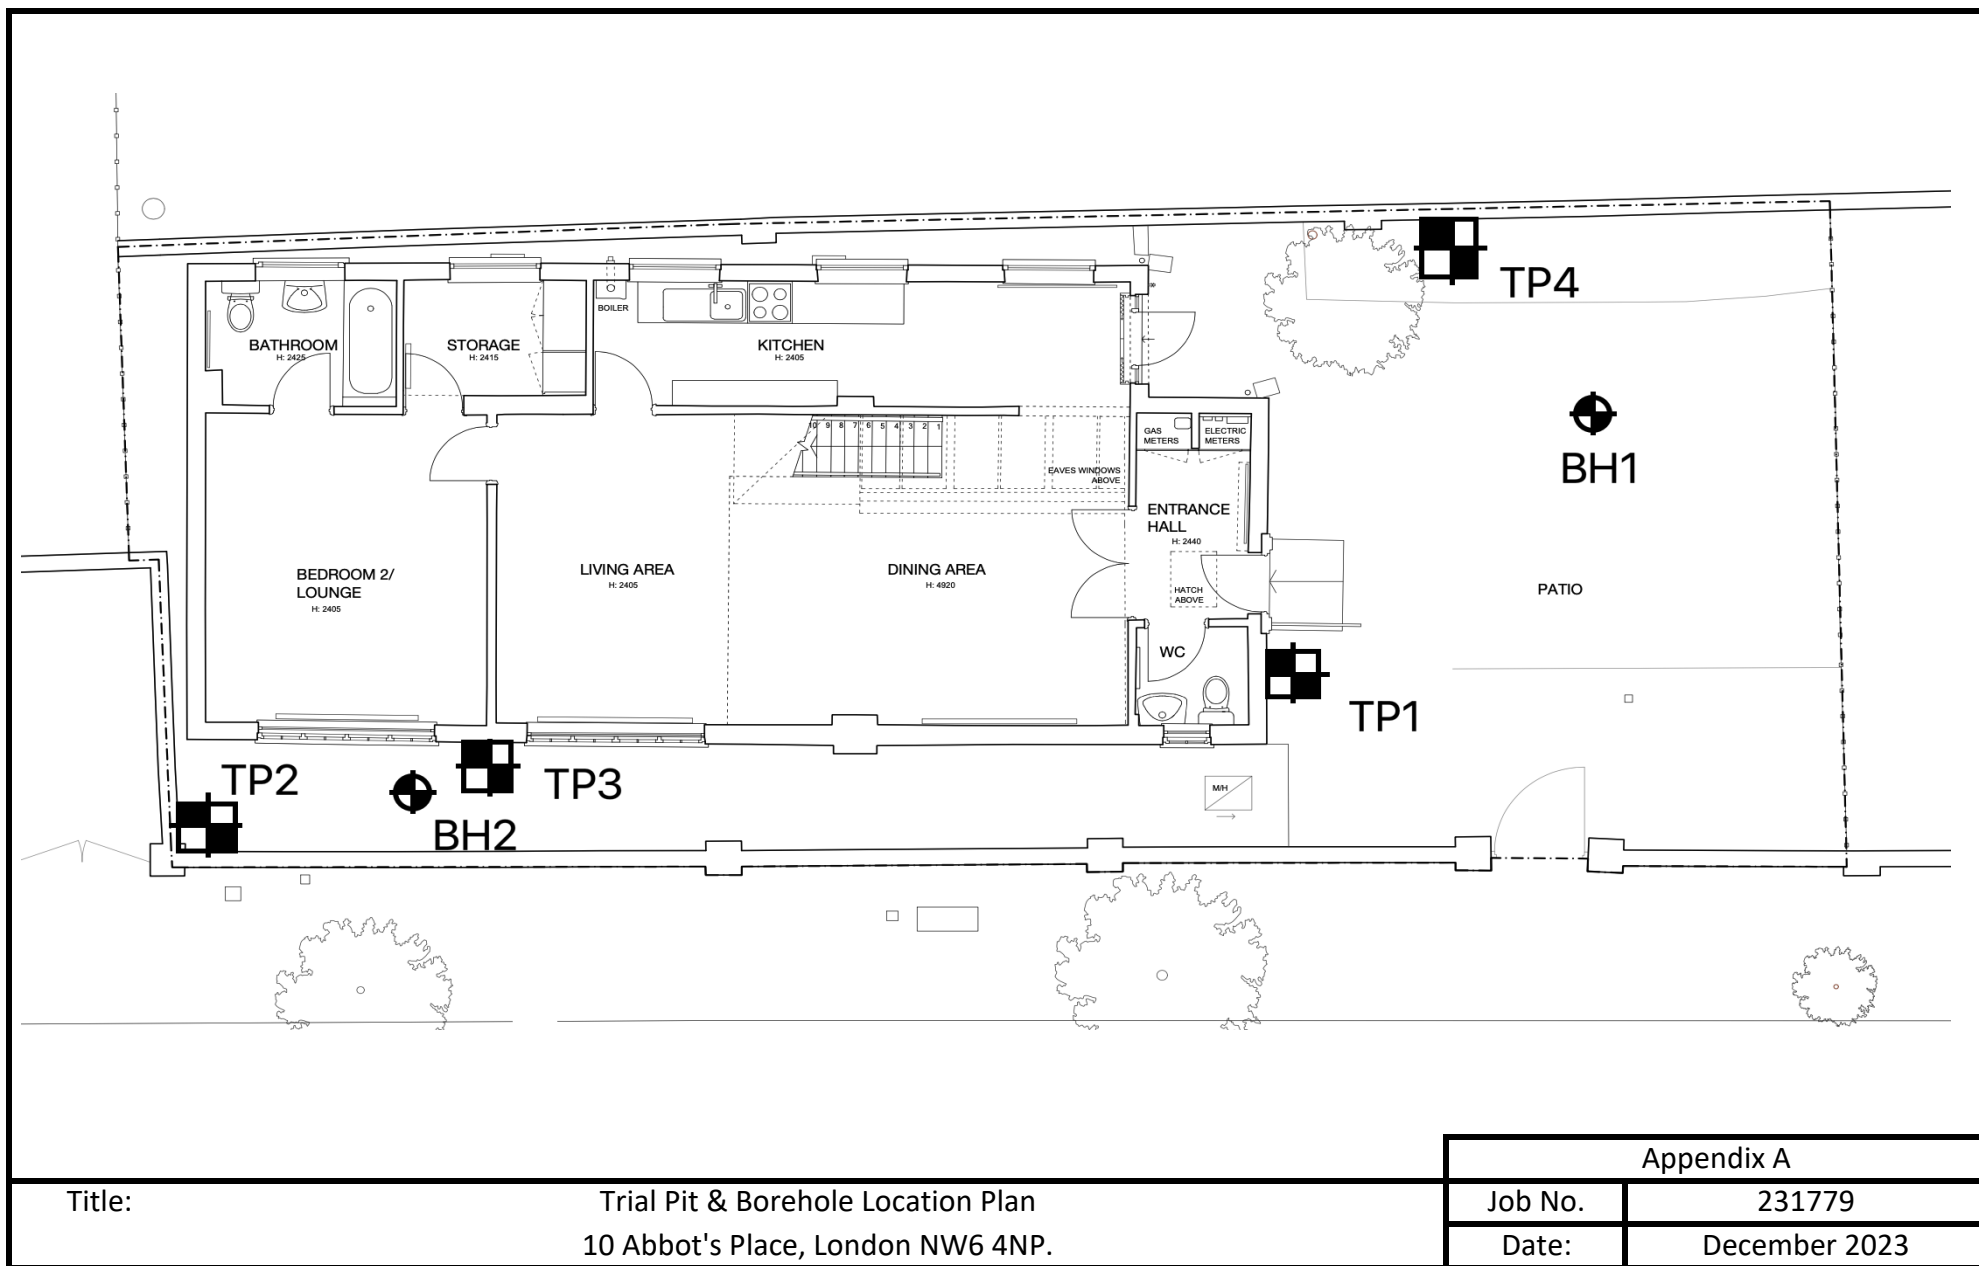 TP4
BOILER
BATHROOM
H: 2425
STORAGE
H: 2415
KITCHEN
H: 2405
10 9 8 7 6 5 4 3 2 1
GAS
METERS
ELECTRIC
METERS
EAVES WINDOWS
ABOVE
BH1
ENTRANCE
HALL
H: 2440
BEDROOM 2/
LOUNGE
H: 2405
LIVING AREA
H: 2405
DINING AREA
H: 4920
HATCH
ABOVE
PATIO
WC
TP1
TP2
TP3
M/H
BH2
Appendix A
Title:
Trial Pit & Borehole Location Plan
10 Abbot's Place, London NW6 4NP.
Job No.
231779
Date:
December 2023